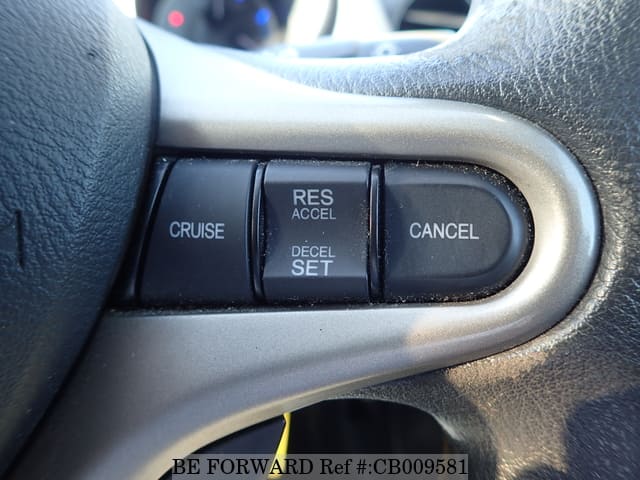 CRUISE
RES
ACCEL
DECEL
SET
CANCEL
BE FORWARD Ref #:CB009581